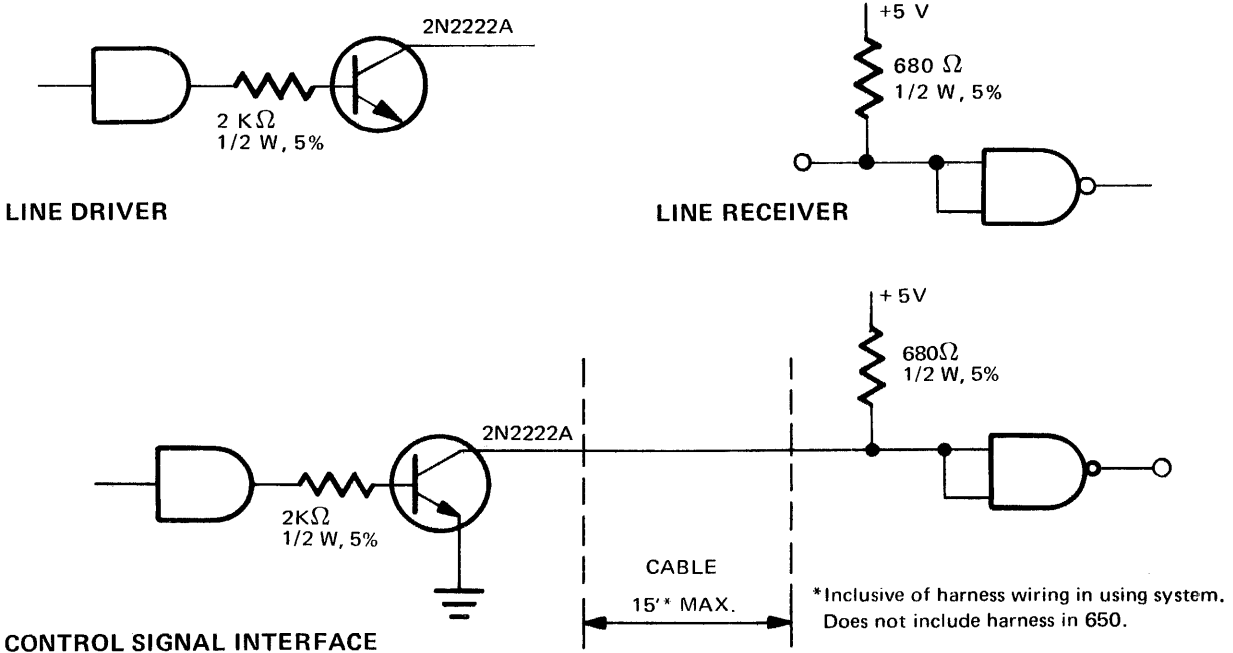 2N2222A
2 KΩ
1/2 W, 5%
LINE DRIVER
+5 V
680 Ω
1/2 W, 5%
LINE RECEIVER
2N2222A
2KΩ
1/2 W, 5%
CABLE
15'* MAX.
+ 5V
680Ω
1/2 W, 5%
*Inclusive of harness wiring in using system.
Does not include harness in 650.
CONTROL SIGNAL INTERFACE